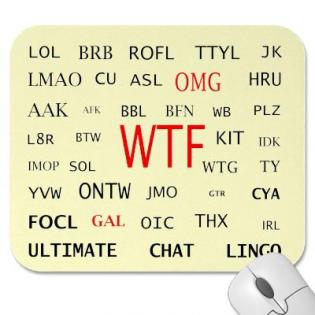 LOL BRB ROFL TTYL JK
LMAO CU ASL OMG HRU
AAK AFK BBL BFN WB PLZ
L8R BTW WTF KIT IDK
IMOP SOL WTG TY
YVW ONTW JMO GTR CYA
FOCL GAL OIC THX IRL
ULTIMATE CHAT LINGO